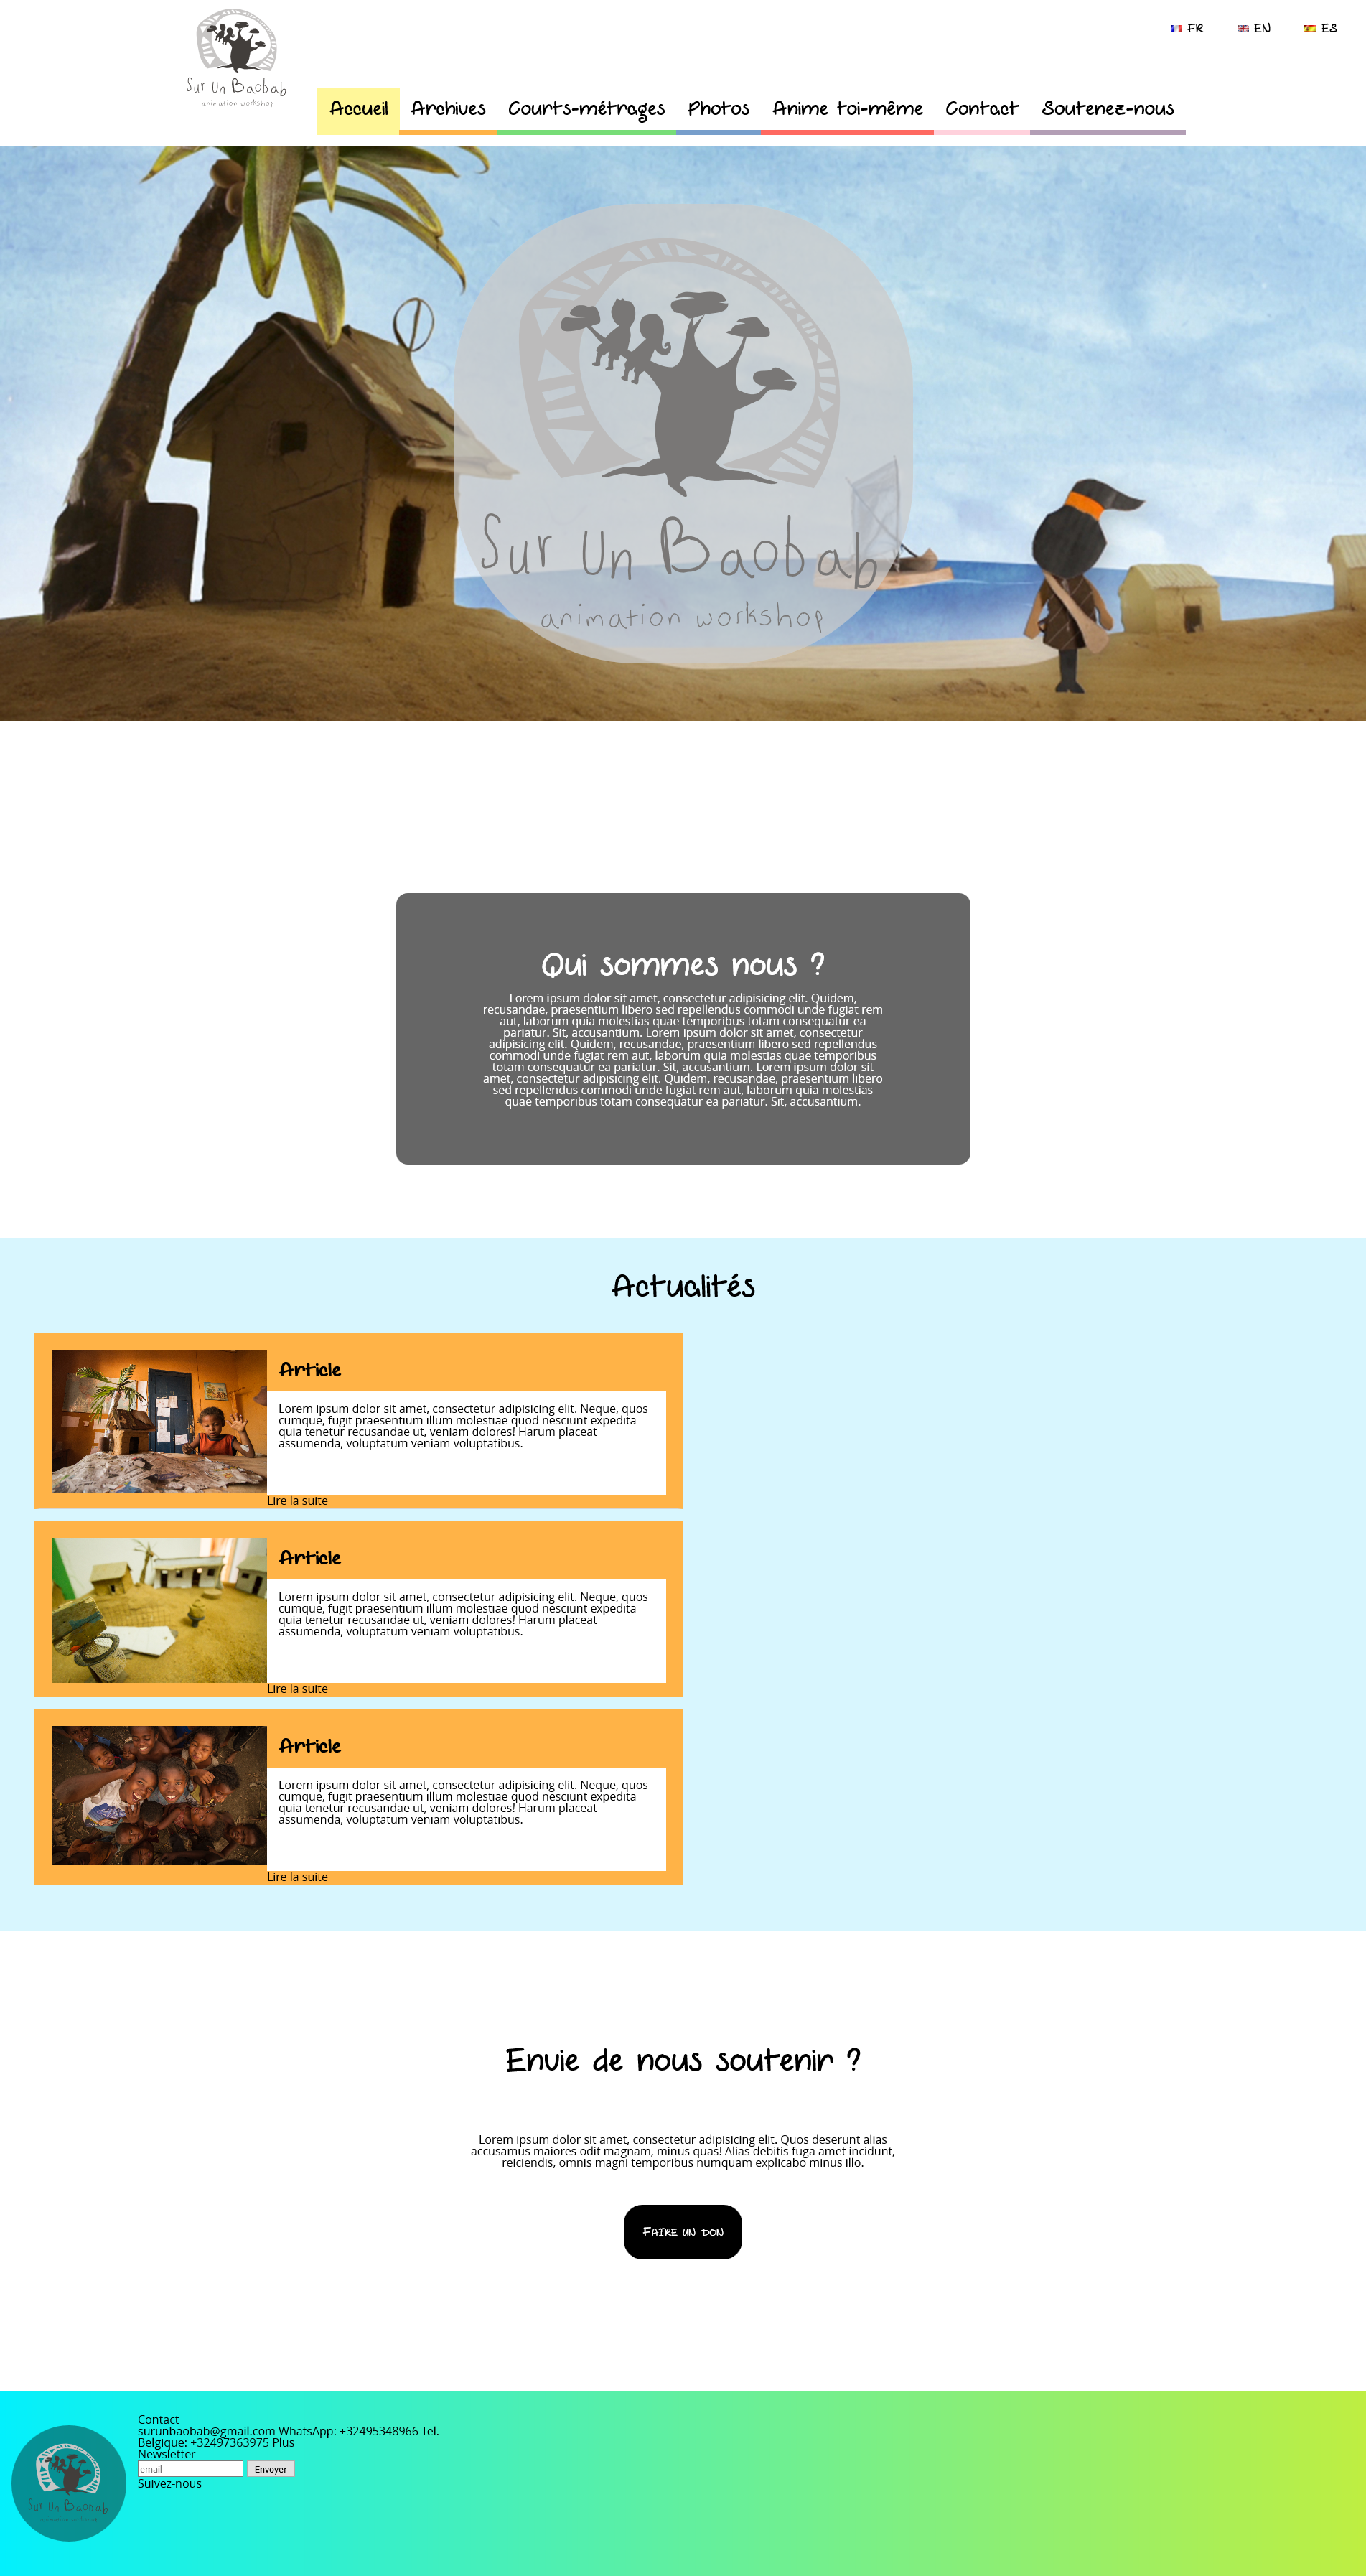 Sur Un Baobab
animation workshop
FR EN ES
Accueil Archives Courts-métrages Photos Anime toi-même Contact Soutenez-nous
Sur Un Baobab
animation workshop
Qui sommes nous ?
Lorem ipsum dolor sit amet, consectetur adipisicing elit. Quidem,
recusandae, praesentium libero sed repellendus commodi unde fugiat rem
aut, laborum quia molestias quae temporibus totam consequatur ea
pariatur. Sit, accusantium. Lorem ipsum dolor sit amet, consectetur
adipisicing elit. Quidem, recusandae, praesentium libero sed repellendus
commodi unde fugiat rem aut, laborum quia molestias quae temporibus
totam consequatur ea pariatur. Sit, accusantium. Lorem ipsum dolor sit
amet, consectetur adipisicing elit. Quidem, recusandae, praesentium libero
sed repellendus commodi unde fugiat rem aut, laborum quia molestias
quae temporibus totam consequatur ea pariatur. Sit, accusantium.
Actualités
Article
Lorem ipsum dolor sit amet, consectetur adipisicing elit. Neque, quos
cumque, fugit praesentium illum molestiae quod nesciunt expedita
quia tenetur recusandae ut, veniam dolores! Harum placeat
assumenda, voluptatum veniam voluptatibus.
Lire la suite
Article
Lorem ipsum dolor sit amet, consectetur adipisicing elit. Neque, quos
cumque, fugit praesentium illum molestiae quod nesciunt expedita
quia tenetur recusandae ut, veniam dolores! Harum placeat
assumenda, voluptatum veniam voluptatibus.
Lire la suite
Article
Lorem ipsum dolor sit amet, consectetur adipisicing elit. Neque, quos
cumque, fugit praesentium illum molestiae quod nesciunt expedita
quia tenetur recusandae ut, veniam dolores! Harum placeat
assumenda, voluptatum veniam voluptatibus.
Lire la suite
Envie de nous soutenir ?
Lorem ipsum dolor sit amet, consectetur adipisicing elit. Quos deserunt alias
accusamus maiores odit magnam, minus quas! Alias debitis fuga amet incidunt,
reiciendis, omnis magni temporibus numquam explicabo minus illo.
Faire un don
Contact
surunbaobab@gmail.com WhatsApp: +32495348966 Tel.
Belgique: +32497363975 Plus
Newsletter
email Envoyer
Suivez-nous
Sur Un Baobab
animation workshop